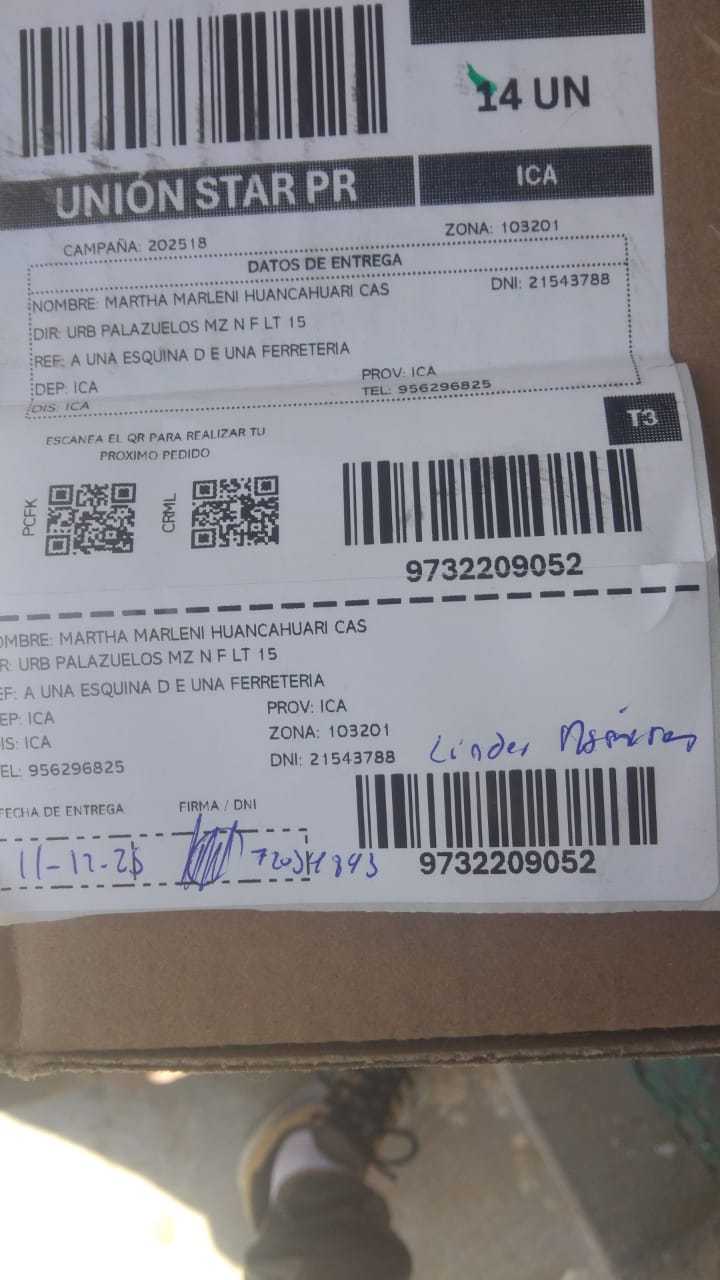 14 UN
UNIÓN STAR PR
ICA
CAMPAÑA: 202518
ZONA: 103201
DATOS DE ENTREGA
NOMBRE: MARTHA MARLENI HUANCAHUARI CAS
DNI: 21543788
DIR: URB PALAZUELOS MZ N F LT 15
REF: A UNA ESQUINA D E UNA FERRETERIA
DEP: ICA
PROV: ICA
DIS: ICA
TEL: 956296825
T3
ESCANEA EL QR PARA REALIZAR TU
PROXIMO PEDIDO
PCFK
CRML
9732209052
OMBRE: MARTHA MARLENI HUANCAHUARI CAS
R: URB PALAZUELOS MZ N F LT 15
EF: A UNA ESQUINA D E UNA FERRETERIA
EP: ICA
PROV: ICA
IS: ICA
ZONA: 103201
EL: 956296825
DNI: 21543788
FECHA DE ENTREGA
FIRMA / DNI
11-12-25
9732209052